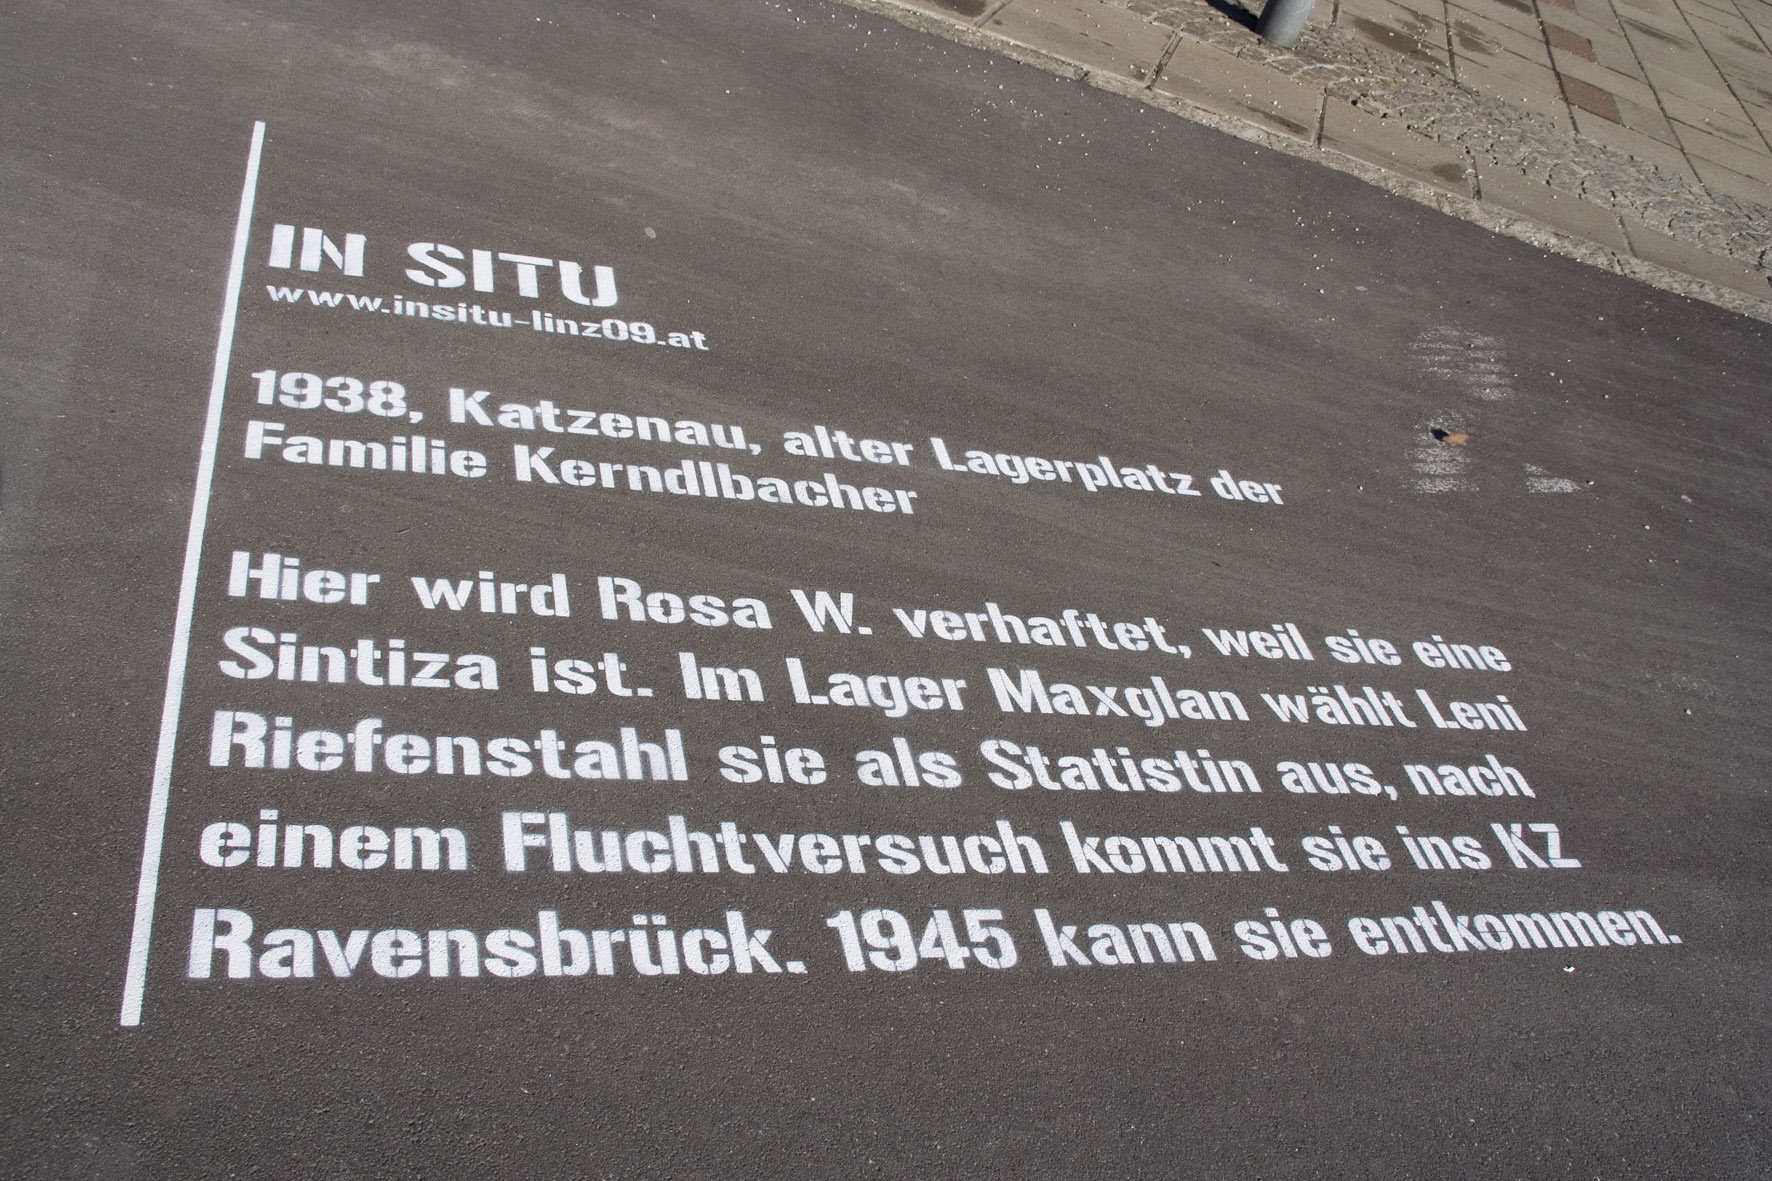 IN SITU
www.insitu-linz09.at
1938, Katzenau, alter Lagerplatz der
Familie Kerndlbacher
Hier wird Rosa W. verhaftet, weil sie eine
Sintiza ist. Im Lager Maxglan wählt Leni
Riefenstahl sie als Statistin aus, nach
einem Fluchtversuch kommt sie ins KZ
Ravensbrück. 1945 kann sie entkommen.